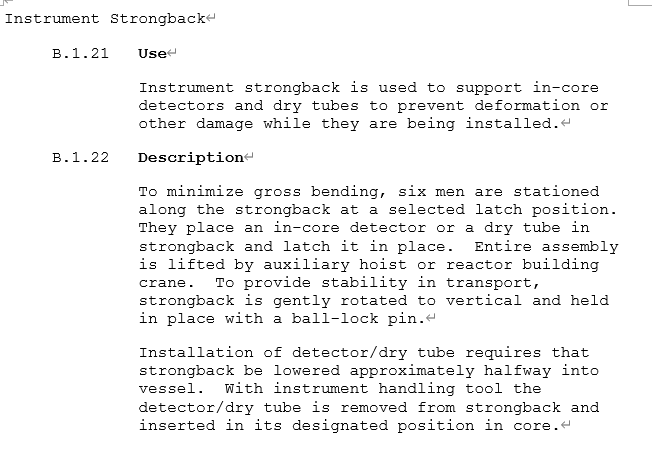 Instrument Strongback↵
B.1.21 Use↵
Instrument strongback is used to support in-core
detectors and dry tubes to prevent deformation or
other damage while they are being installed.↵
B.1.22 Description↵
To minimize gross bending, six men are stationed
along the strongback at a selected latch position.
They place an in-core detector or a dry tube in
strongback and latch it in place.  Entire assembly
is lifted by auxiliary hoist or reactor building
crane.  To provide stability in transport,
strongback is gently rotated to vertical and held
in place with a ball-lock pin.↵
Installation of detector/dry tube requires that
strongback be lowered approximately halfway into
vessel.  With instrument handling tool the
detector/dry tube is removed from strongback and
inserted in its designated position in core.↵